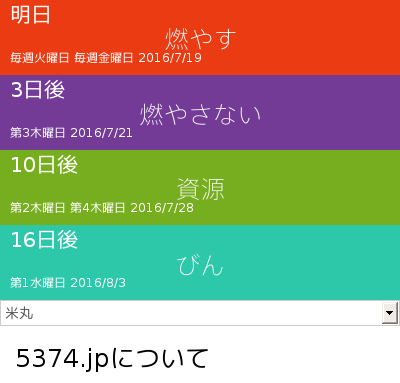 明日
燃やす
毎週火曜日 毎週金曜日 2016/7/19
3日後
燃やさない
第3木曜日 2016/7/21
10日後
資源
第2木曜日 第4木曜日 2016/7/28
16日後
びん
第1水曜日 2016/8/3
米丸
5374.jpについて